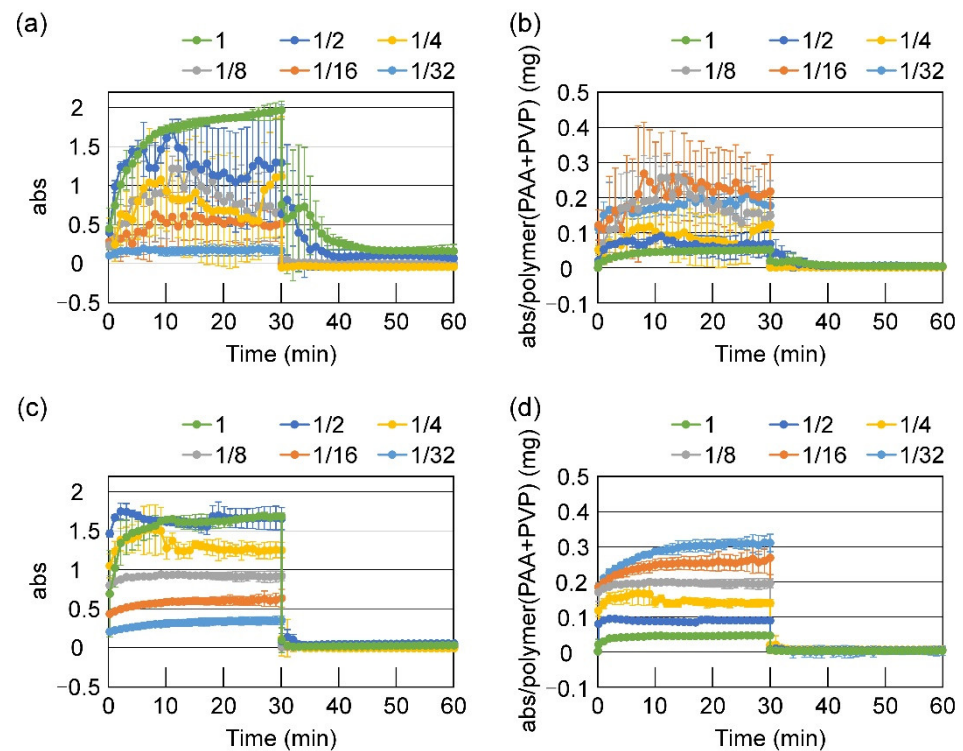 (a)
1 1/2 1/4
1/8 1/16 1/32
abs
2
1.5
1
0.5
0
−0.5
0 10 20 30 40 50 60
Time (min)
(b)
1 1/2 1/4
1/8 1/16 1/32
abs/polymer(PAA+PVP) (mg)
0.5
0.4
0.3
0.2
0.1
0
−0.1
0 10 20 30 40 50 60
Time (min)
(c)
1 1/2 1/4
1/8 1/16 1/32
abs
2
1.5
1
0.5
0
−0.5
0 10 20 30 40 50 60
Time (min)
(d)
1 1/2 1/4
1/8 1/16 1/32
abs/polymer(PAA+PVP) (mg)
0.5
0.4
0.3
0.2
0.1
0
−0.1
0 10 20 30 40 50 60
Time (min)